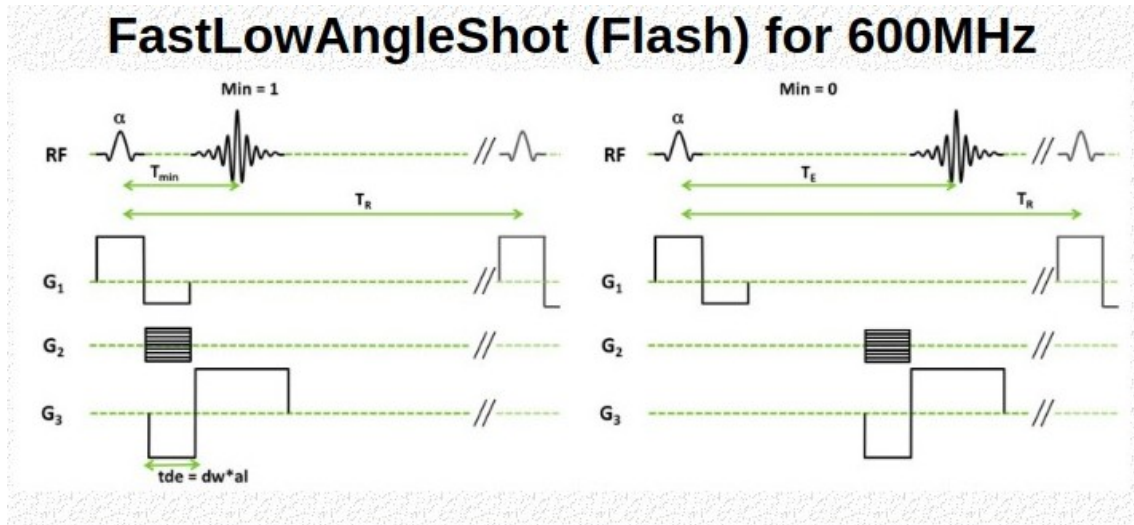 FastLowAngleShot (Flash) for 600MHz
Min = 1
α
RF
Tmin
TR
G1
G2
G3
tde = dw*al
Min = 0
α
RF
TE
TR
G1
G2
G3